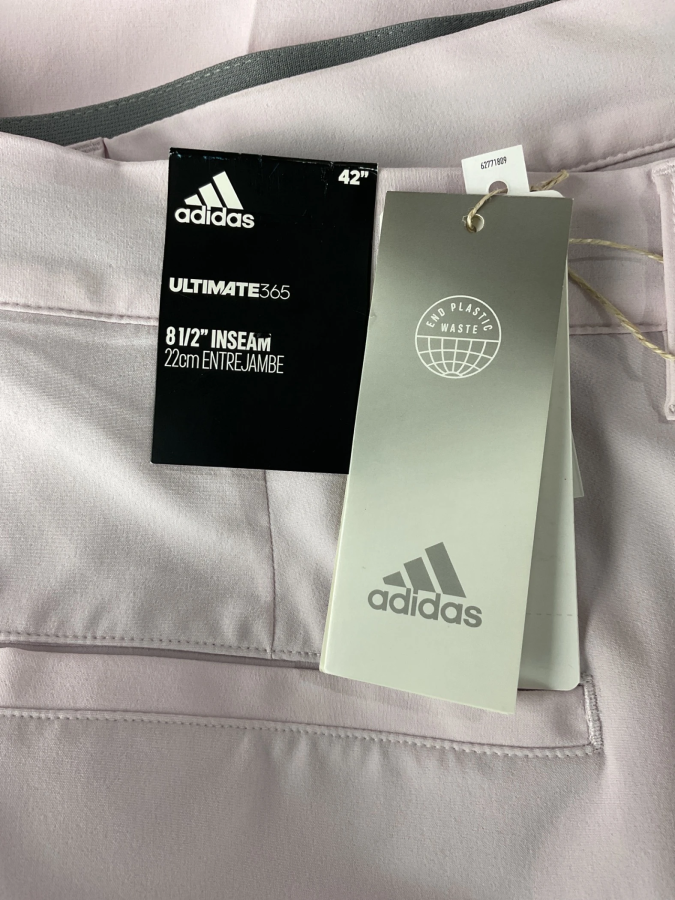 42"
adidas
ULTIMATE365
8 1/2" INSEAM
22cm ENTREJAMBE
62771809
END PLASTIC
WASTE
adidas